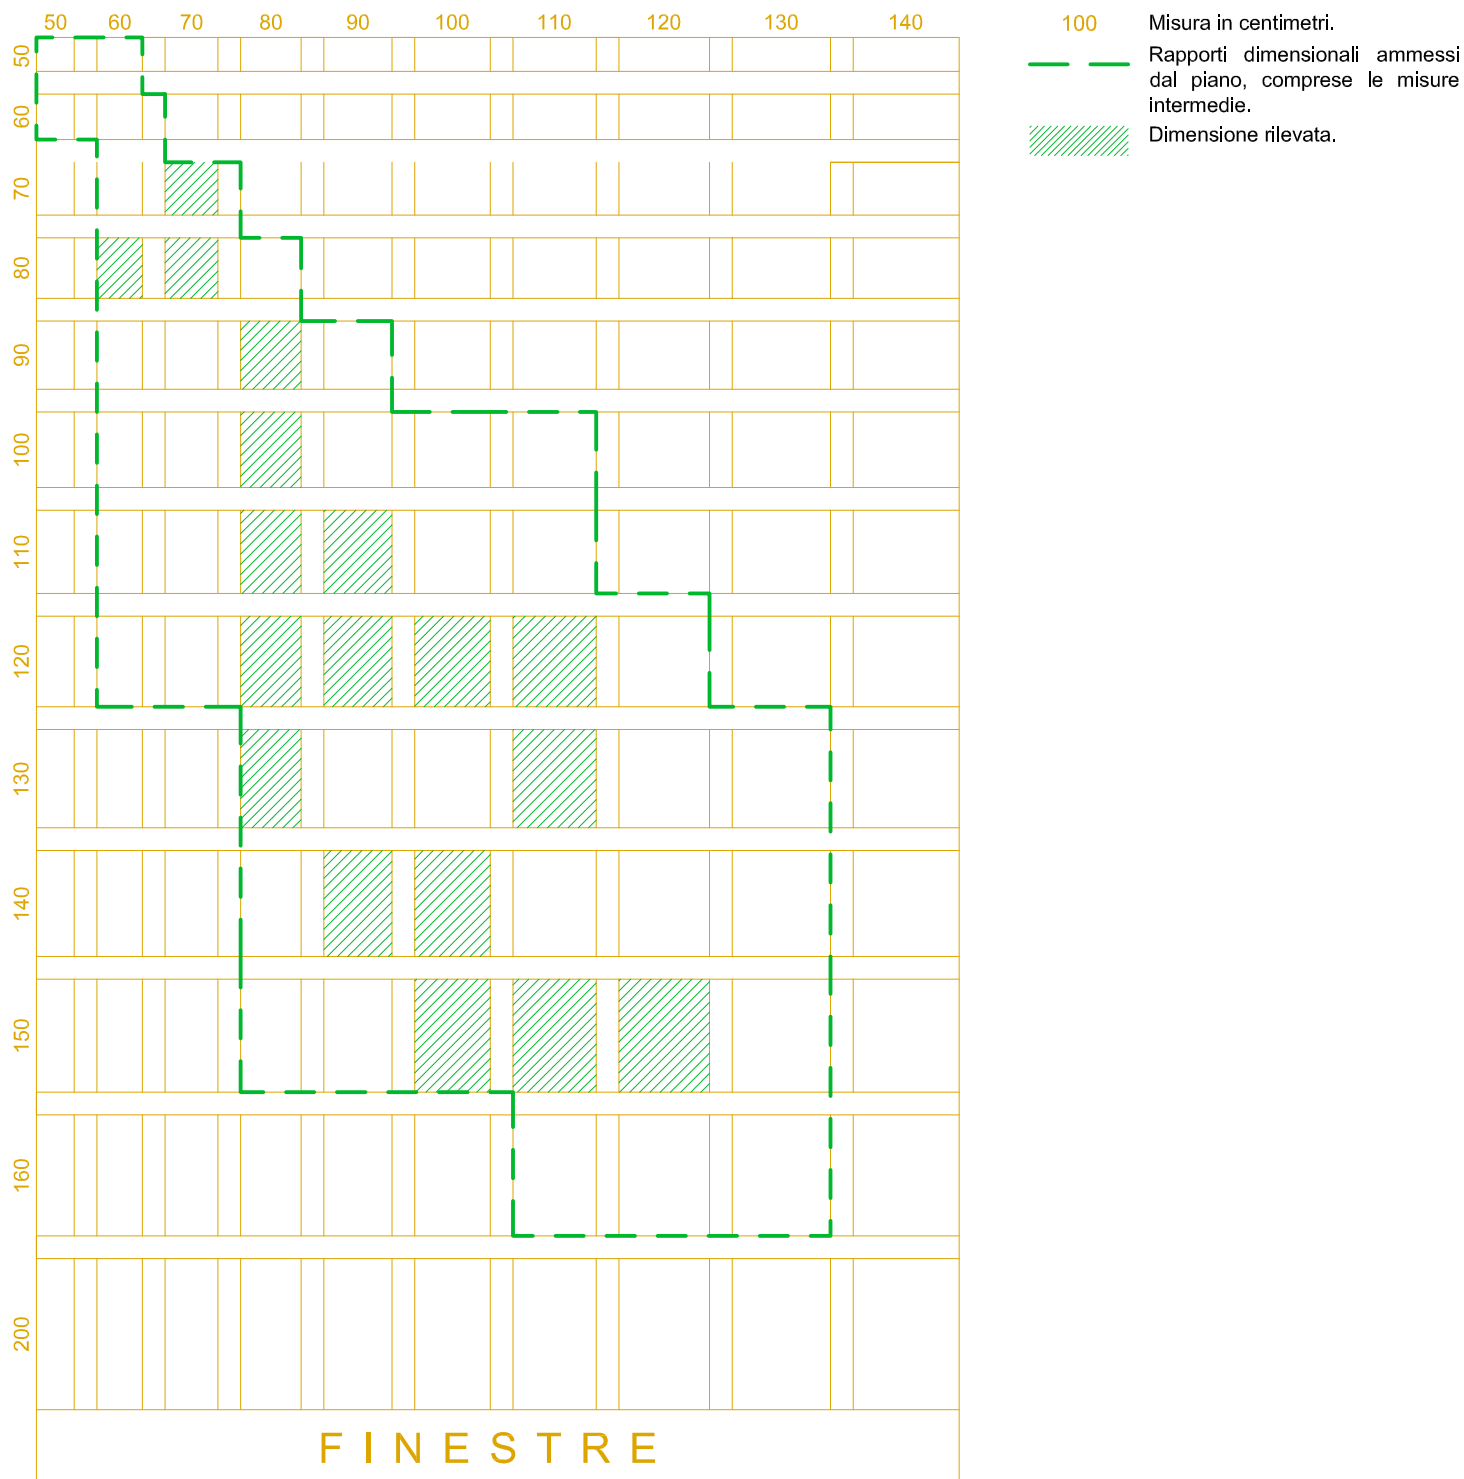 50 60 70 80 90 100 110 120 130 140
50
60
70
80
90
100
110
120
130
140
150
160
200
FINESTRE
100 Misura in centimetri.
Rapporti dimensionali ammessi
dal piano, comprese le misure
intermedie.
Dimensione rilevata.